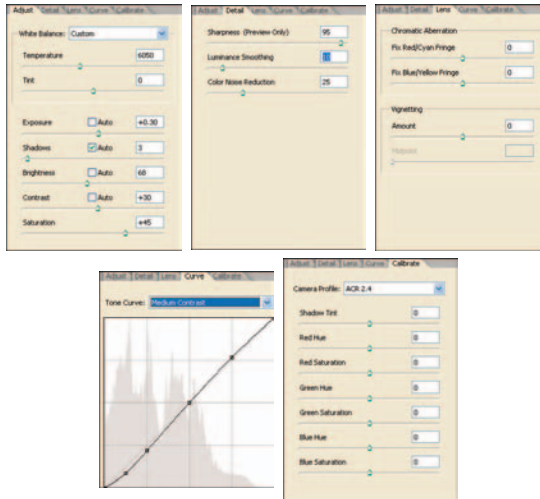 Adjust Detail Lens Curve Calibrate
White Balance: Custom
Temperature 6050
Tint 0
Exposure Auto +0.30
Shadows Auto 3
Brightness Auto 68
Contrast Auto +30
Saturation +45
Adjust Detail Lens Curve Calibrate
Sharpness (Preview Only) 95
Luminance Smoothing 10
Color Noise Reduction 25
Adjust Detail Lens Curve Calibrate
Chromatic Aberration
Fix Red/Cyan Fringe 0
Fix Blue/Yellow Fringe 0
Vignetting
Amount 0
Midpoint
Adjust Detail Lens Curve Calibrate
Tone Curve: Medium Contrast
Adjust Detail Lens Curve Calibrate
Camera Profile: ACR 2.4
Shadow Tint 0
Red Hue 0
Red Saturation 0
Green Hue 0
Green Saturation 0
Blue Hue 0
Blue Saturation 0